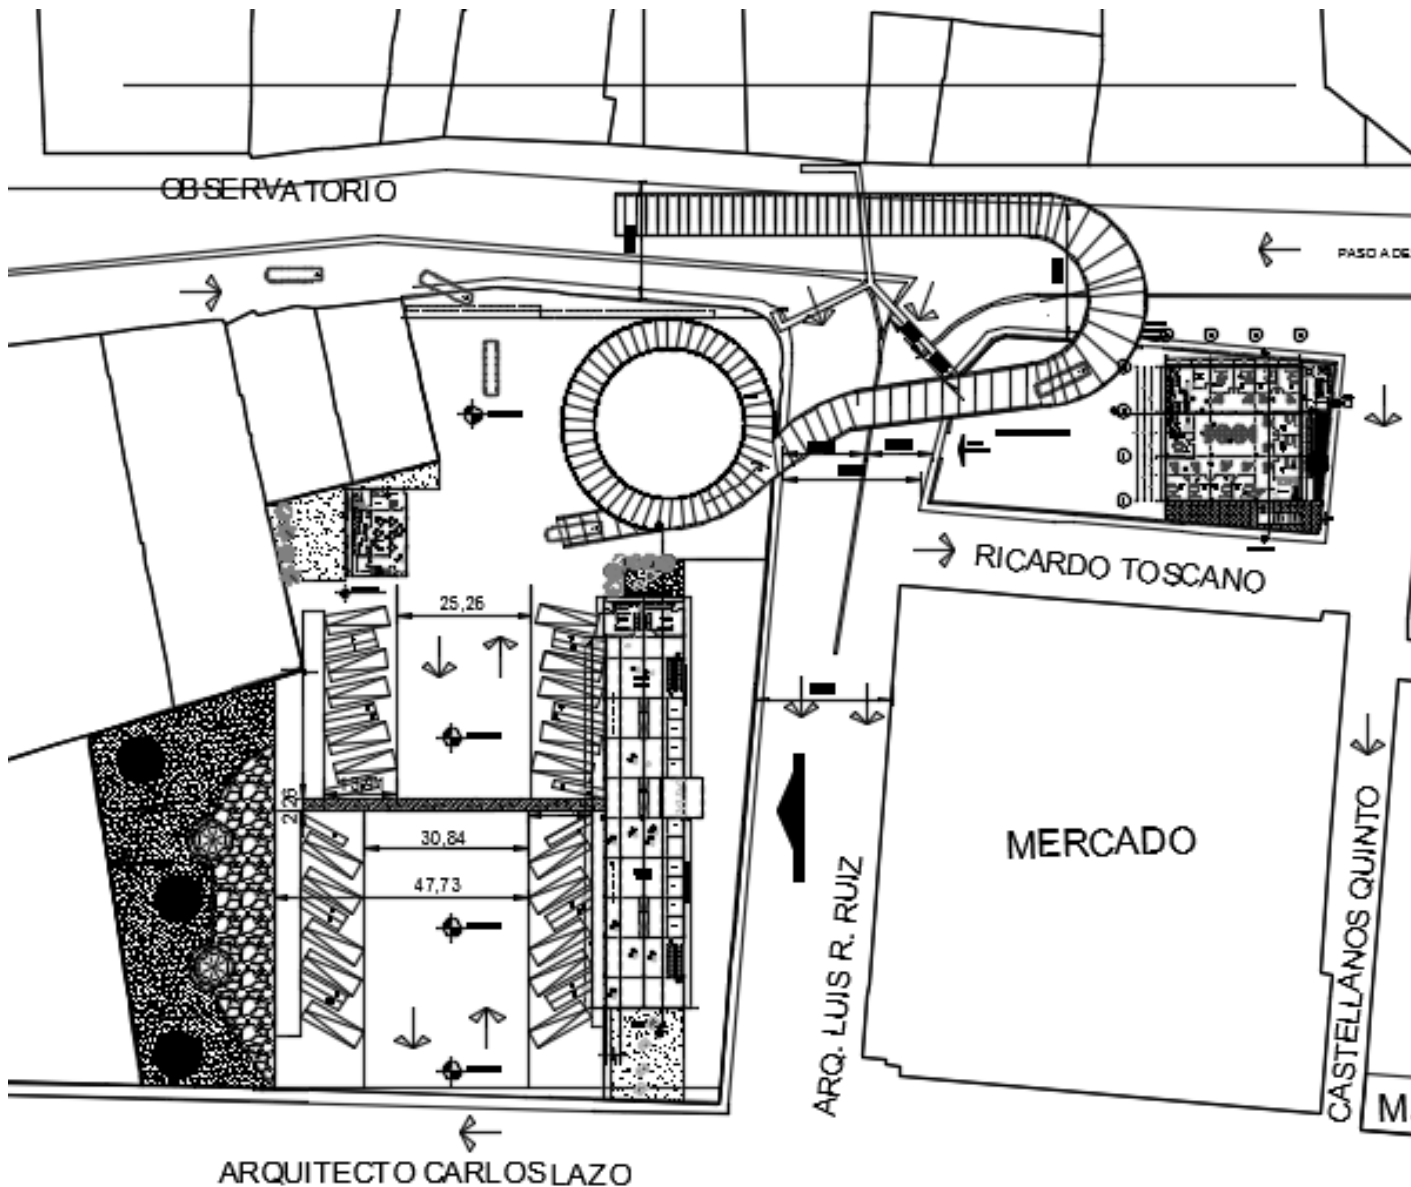 OBSERVATORIO
PASO A DE
RICARDO TOSCANO
25,26
MERCADO
30,84
47,73
ARQ. LUIS R. RUIZ
CASTELLANOS QUINTO
M
ARQUITECTO CARLOS LAZO